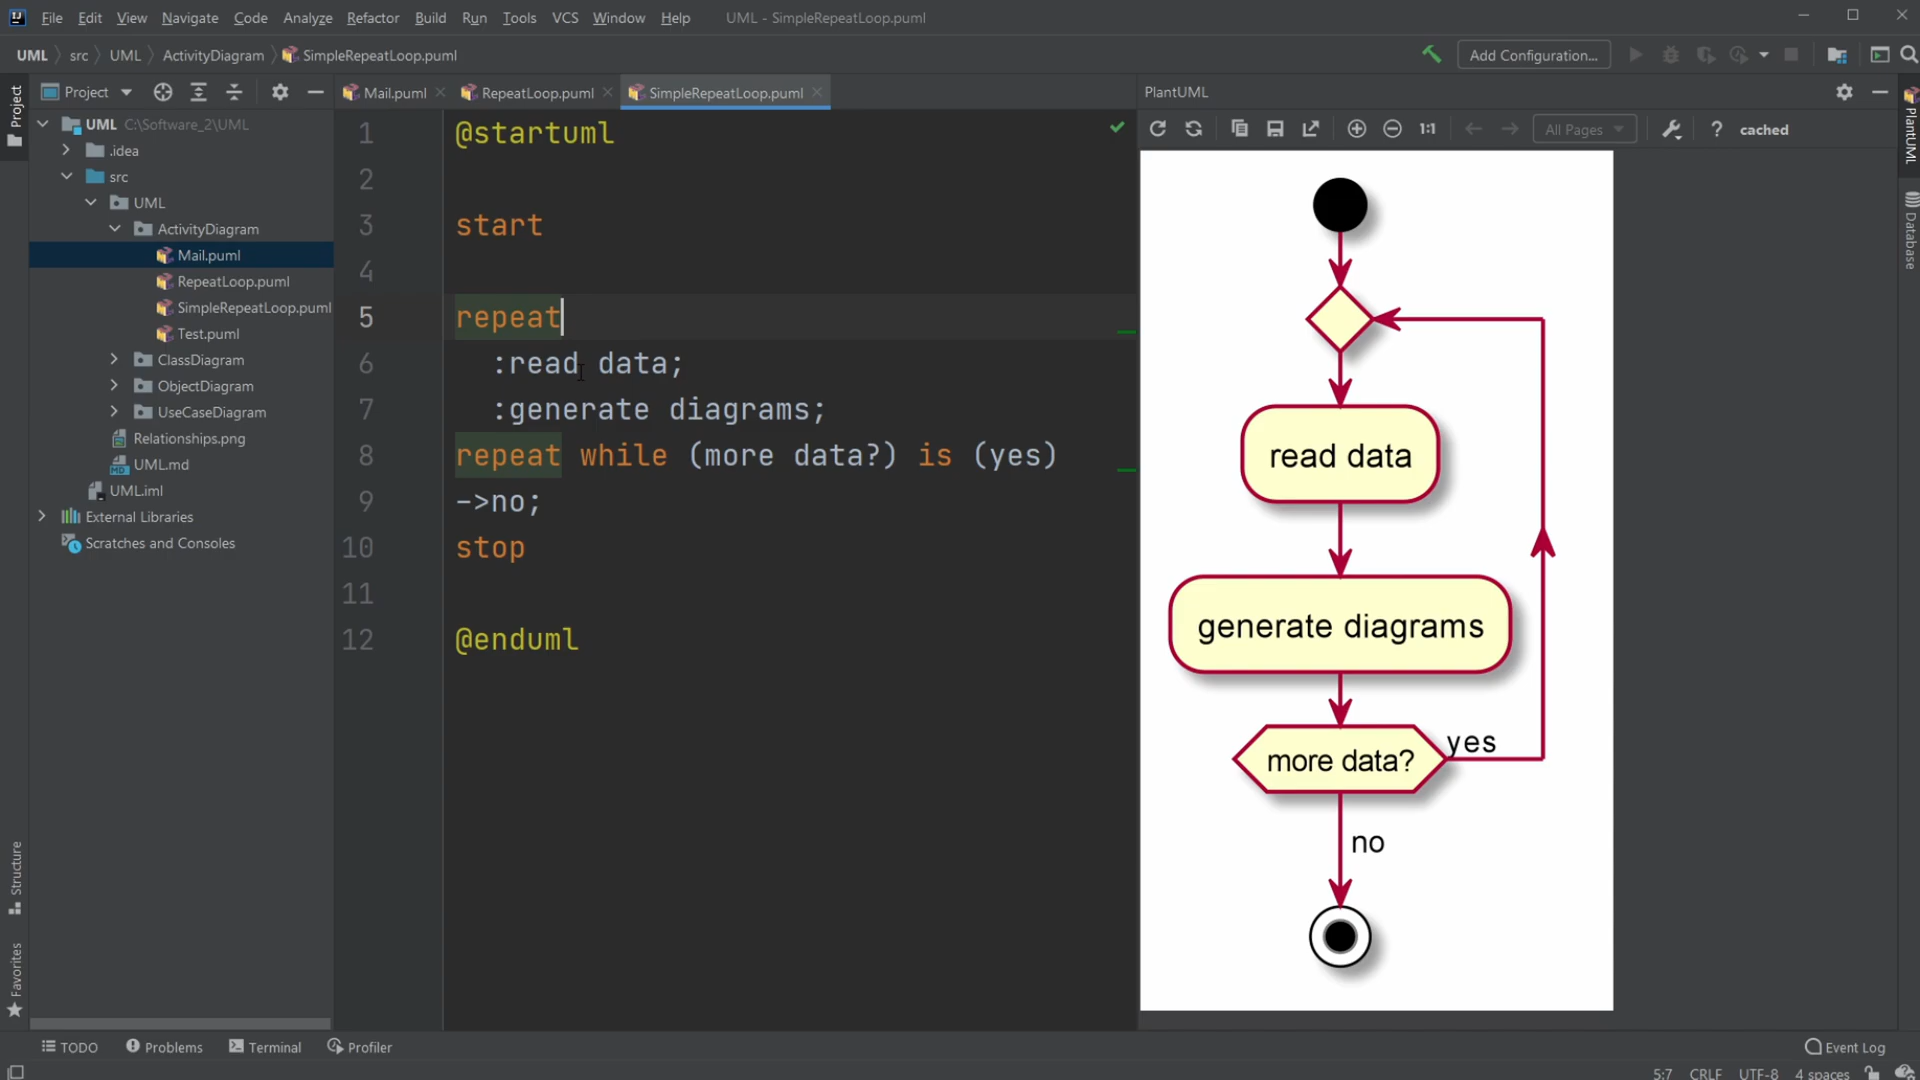 File Edit View Navigate Code Analyze Refactor Build Run Tools VCS Window Help UML - SimpleRepeatLoop.puml
UML src UML ActivityDiagram SimpleRepeatLoop.puml Add Configuration...
Project
Project
Mail.puml RepeatLoop.puml SimpleRepeatLoop.puml
PlantUML
PlantUML
Database
1:1 All Pages ? cached
UML C:\Software_2\UML
.idea
src
UML
ActivityDiagram
Mail.puml
RepeatLoop.puml
SimpleRepeatLoop.puml
Test.puml
ClassDiagram
ObjectDiagram
UseCaseDiagram
Relationships.png
UML.md
UML.iml
External Libraries
Scratches and Consoles
Structure
Favorites
1 @startuml
2
3 start
4
5 repeat
6 :read data;
7 :generate diagrams;
8 repeat while (more data?) is (yes)
9 ->no;
10 stop
11
12 @enduml
read data
generate diagrams
more data?
yes
no
TODO Problems Terminal Profiler Event Log
5:7 CRLF UTF-8 4 spaces